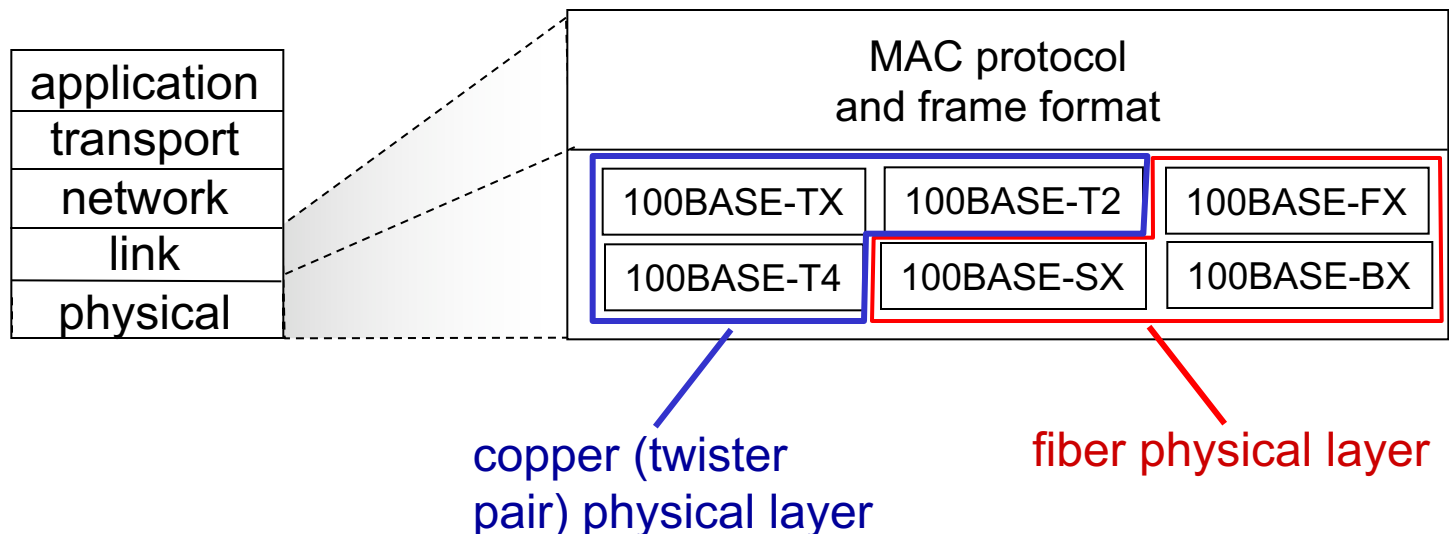 application
transport
network
link
physical
MAC protocol
and frame format
100BASE-TX
100BASE-T2
100BASE-FX
100BASE-T4
100BASE-SX
100BASE-BX
copper (twister
pair) physical layer
fiber physical layer